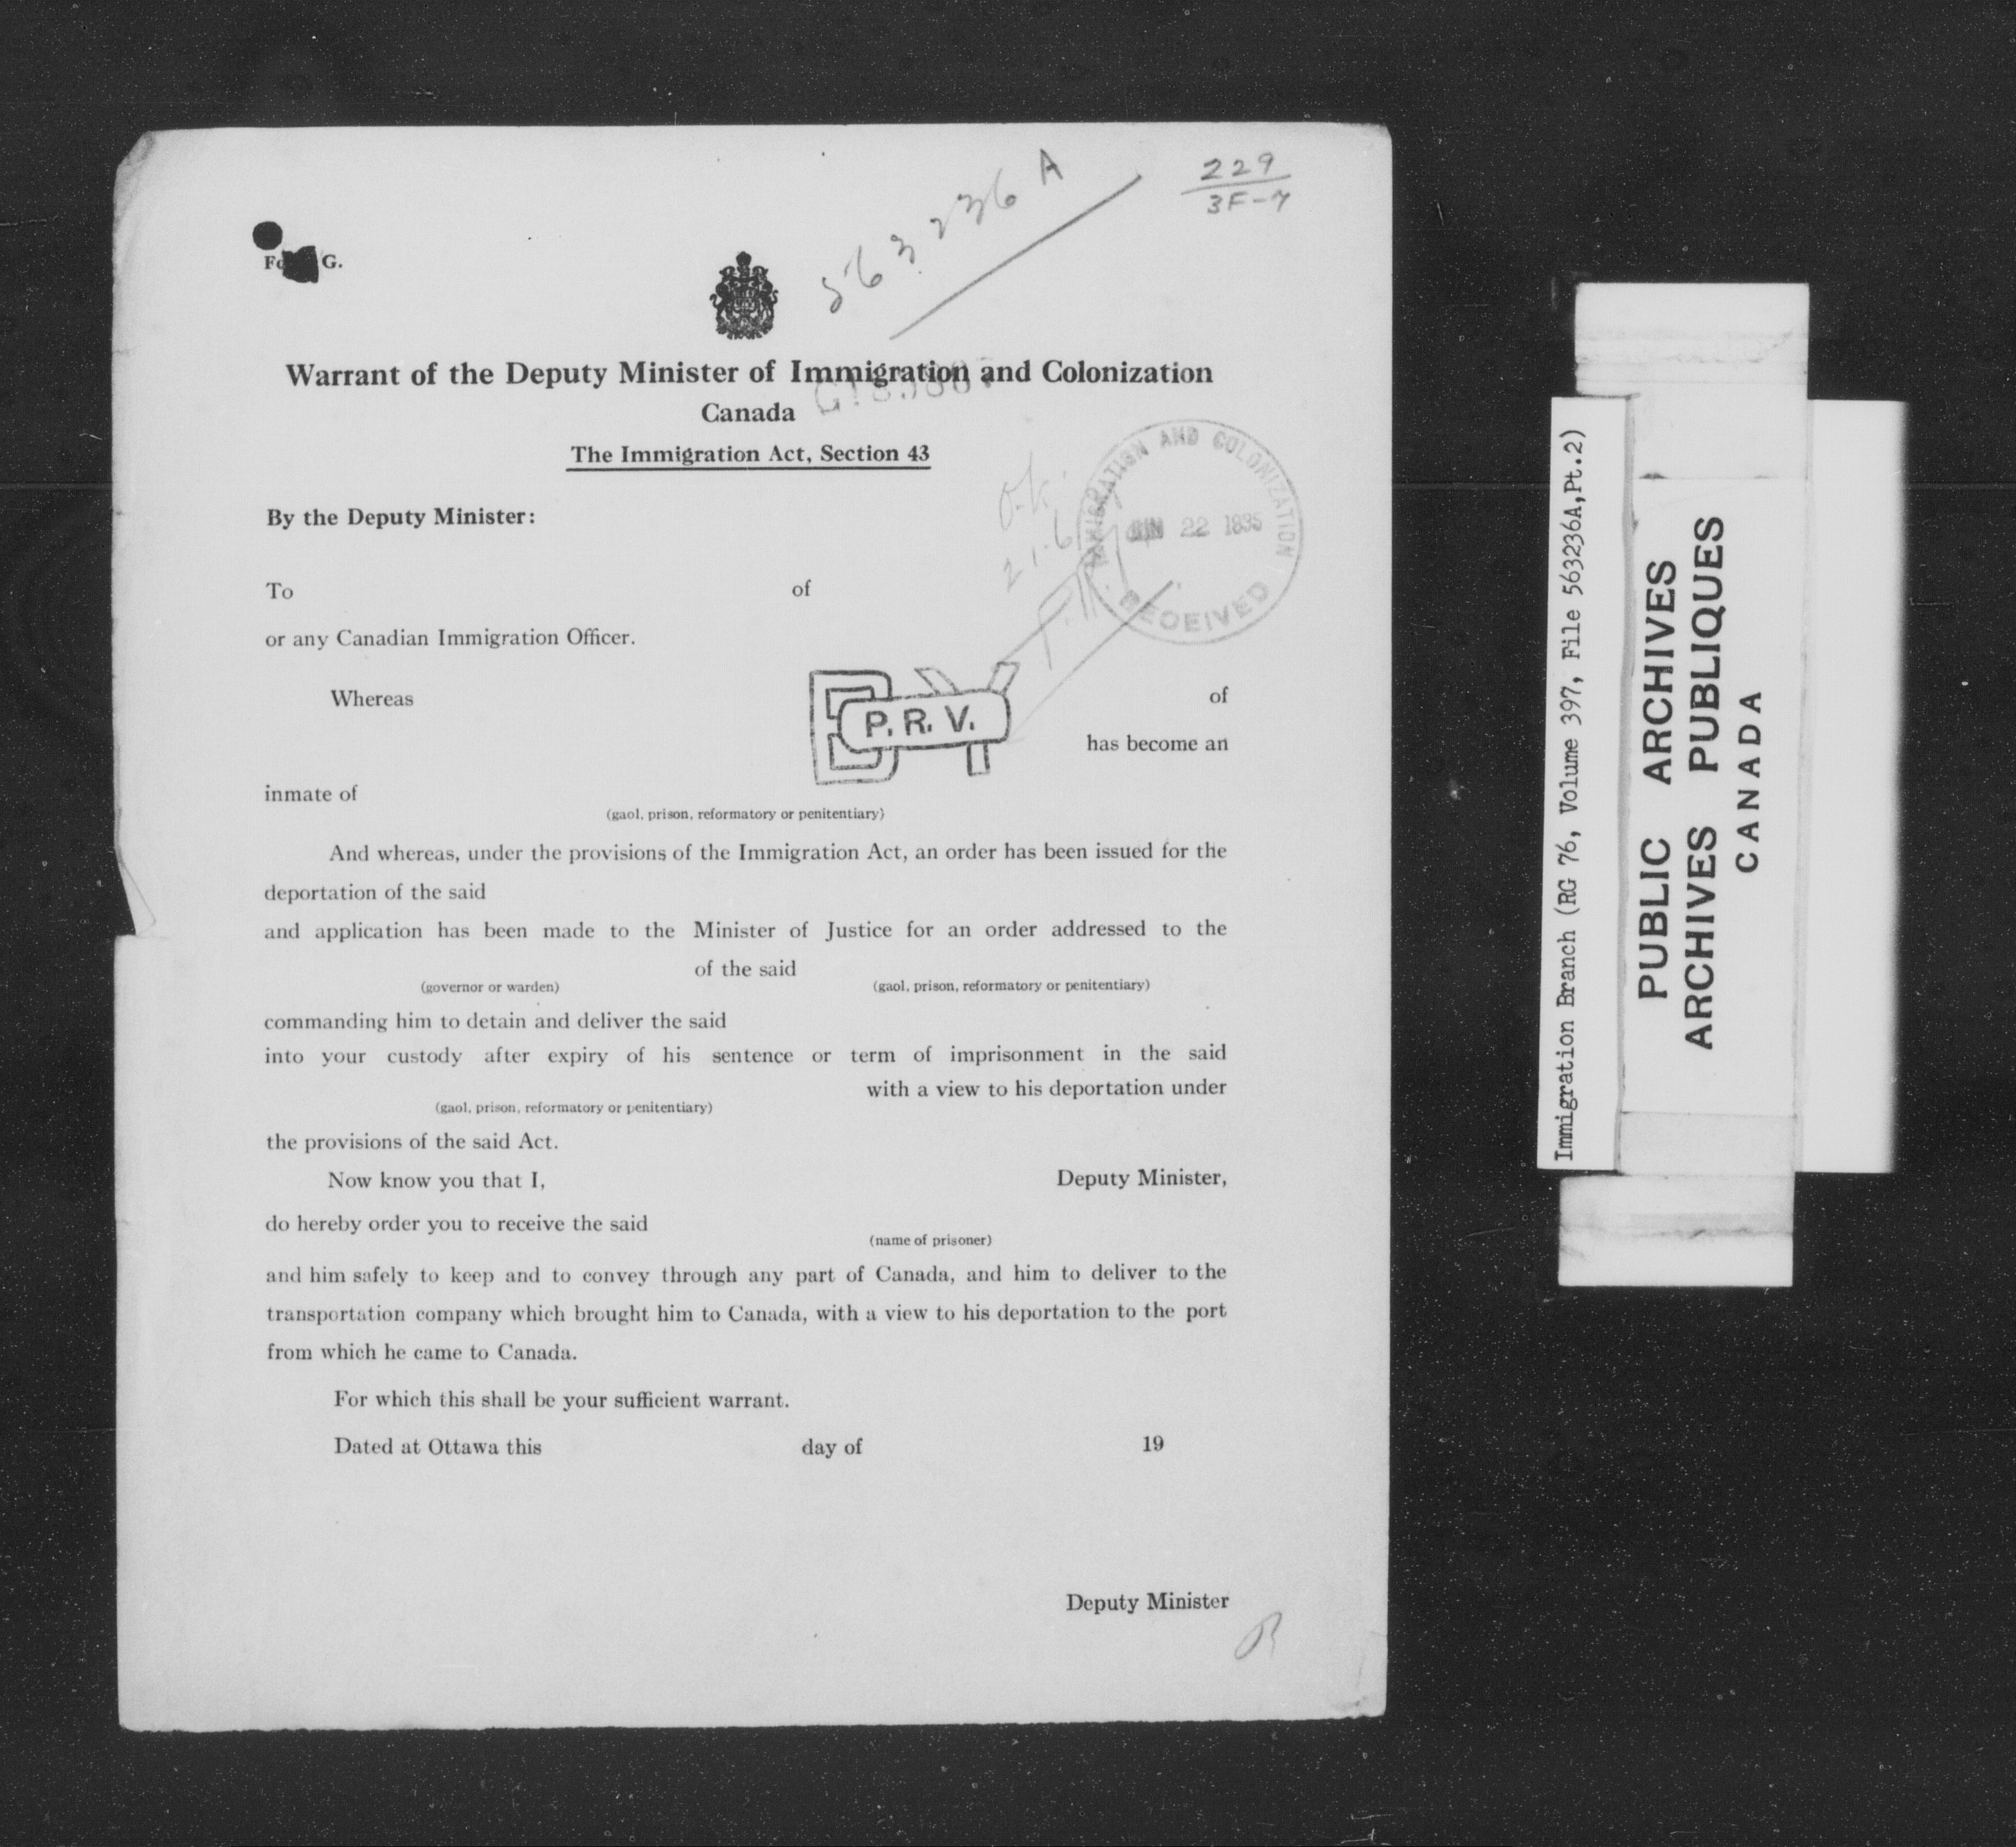 563236 A
229
3F-7
G.
Warrant of the Deputy Minister of Immigration and Colonization
Canada
The Immigration Act, Section 43
O.K.
21.6
IMMIGRATION AND COLONIZATION
JUN 22 1935
RECEIVED
By the Deputy Minister:
To of
or any Canadian Immigration Officer.
Whereas of
P. R. V.
has become an
inmate of
(gaol, prison, reformatory or penitentiary)
And whereas, under the provisions of the Immigration Act, an order has been issued for the
deportation of the said
and application has been made to the Minister of Justice for an order addressed to the
of the said
(governor or warden) (gaol, prison, reformatory or penitentiary)
commanding him to detain and deliver the said
into your custody after expiry of his sentence or term of imprisonment in the said
with a view to his deportation under
(gaol, prison, reformatory or penitentiary)
the provisions of the said Act.
Now know you that I, Deputy Minister,
do hereby order you to receive the said
(name of prisoner)
and him safely to keep and to convey through any part of Canada, and him to deliver to the
transportation company which brought him to Canada, with a view to his deportation to the port
from which he came to Canada.
For which this shall be your sufficient warrant.
Dated at Ottawa this day of 19
Deputy Minister
Immigration Branch (RG 76, Volume 397, File 563236A,Pt.2)
PUBLIC ARCHIVES
ARCHIVES PUBLIQUES
CANADA